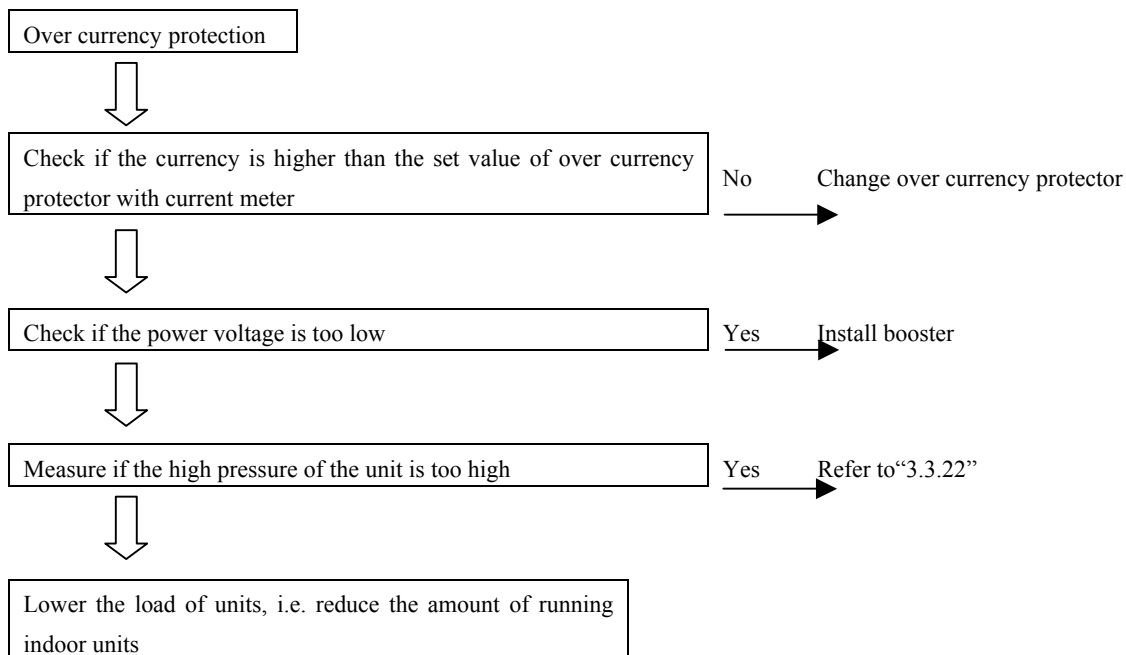 Over currency protection
Check if the currency is higher than the set value of over currency
protector with current meter
No
Change over currency protector
Check if the power voltage is too low
Yes
Install booster
Measure if the high pressure of the unit is too high
Yes
Refer to“3.3.22”
Lower the load of units, i.e. reduce the amount of running
indoor units